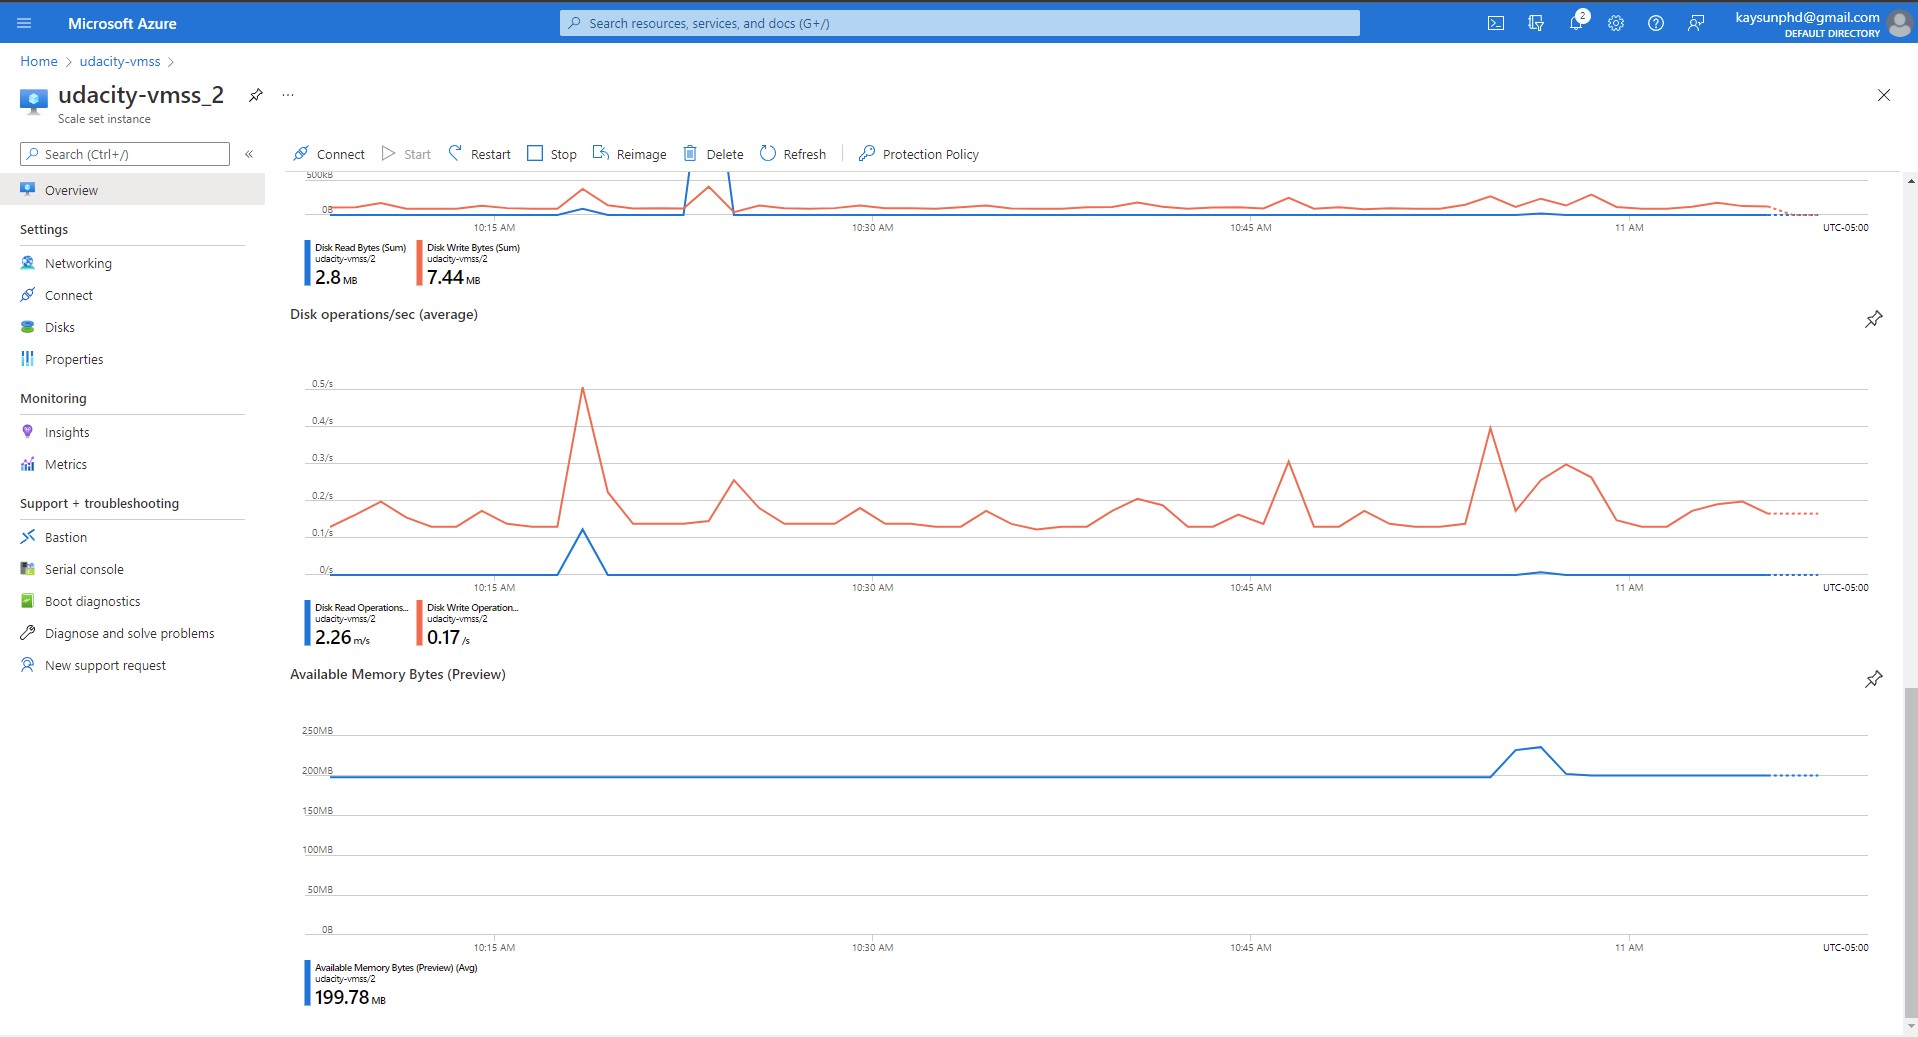 Microsoft Azure
Search resources, services, and docs (G+/)
2
kaysunphd@gmail.com
DEFAULT DIRECTORY
Home > udacity-vmss >
udacity-vmss_2
...
Scale set instance
Search (Ctrl+/)
«
Overview
Settings
Networking
Connect
Disks
Properties
Monitoring
Insights
Metrics
Support + troubleshooting
Bastion
Serial console
Boot diagnostics
Diagnose and solve problems
New support request
Connect
Start
Restart
Stop
Reimage
Delete
Refresh
Protection Policy
500kB
0B
10:15 AM
10:30 AM
10:45 AM
11 AM
UTC-05:00
Disk Read Bytes (Sum)
udacity-vmss/2
2.8 MB
Disk Write Bytes (Sum)
udacity-vmss/2
7.44 MB
Disk operations/sec (average)
0.5/s
0.4/s
0.3/s
0.2/s
0.1/s
0/s
10:15 AM
10:30 AM
10:45 AM
11 AM
UTC-05:00
Disk Read Operations...
udacity-vmss/2
2.26 m/s
Disk Write Operation...
udacity-vmss/2
0.17 /s
Available Memory Bytes (Preview)
250MB
200MB
150MB
100MB
50MB
0B
10:15 AM
10:30 AM
10:45 AM
11 AM
UTC-05:00
Available Memory Bytes (Preview) (Avg)
udacity-vmss/2
199.78 MB